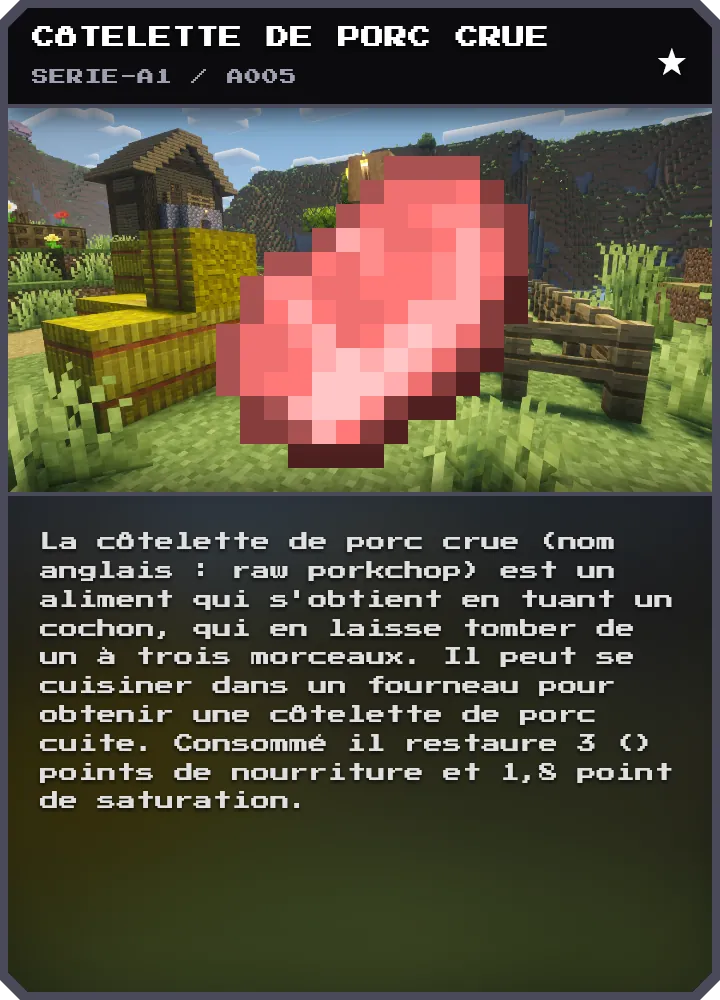 CÔTELETTE DE PORC CRUE
SERIE-A1 / A005
La côtelette de porc crue (nom
anglais : raw porkchop) est un
aliment qui s'obtient en tuant un
cochon, qui en laisse tomber de
un à trois morceaux. Il peut se
cuisiner dans un fourneau pour
obtenir une côtelette de porc
cuite. Consommé il restaure 3 ()
points de nourriture et 1,8 point
de saturation.